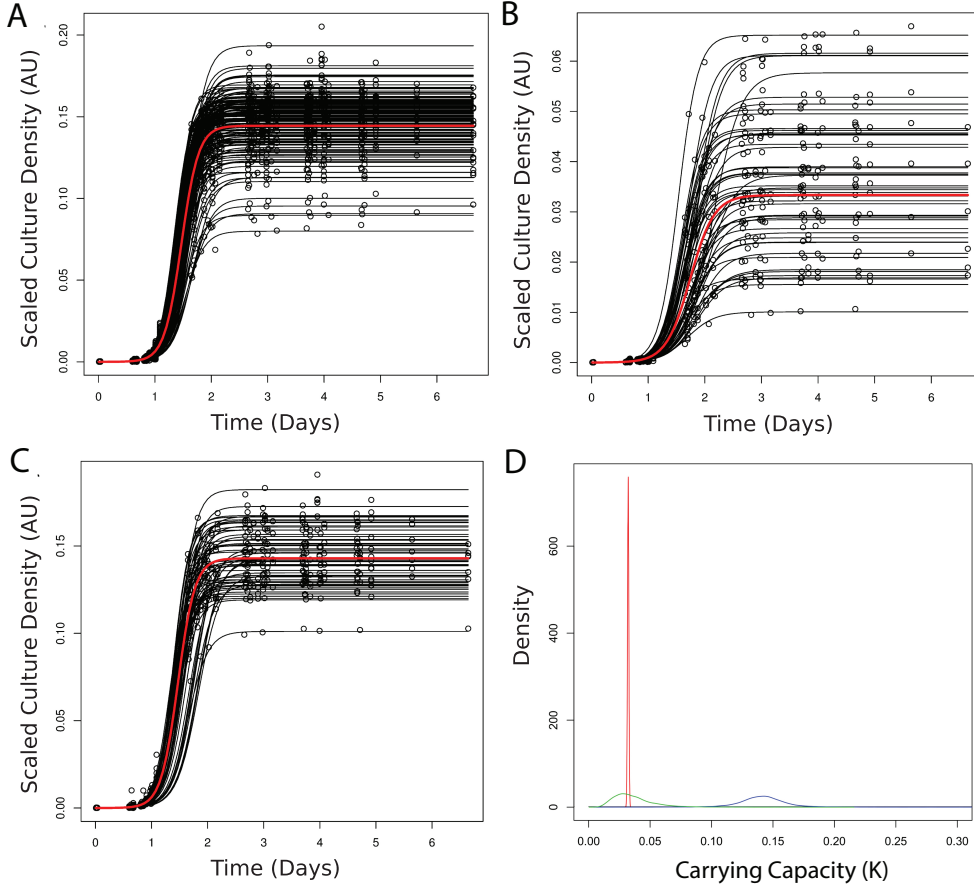 A
Scaled Culture Density (AU)
0.20
0.15
0.10
0.05
0.00
0 1 2 3 4 5 6
Time (Days)
B
Scaled Culture Density (AU)
0.06
0.05
0.04
0.03
0.02
0.01
0.00
0 1 2 3 4 5 6
Time (Days)
C
Scaled Culture Density (AU)
0.15
0.10
0.05
0.00
0 1 2 3 4 5 6
Time (Days)
D
Density
600
400
200
0
0.00 0.05 0.10 0.15 0.20 0.25 0.30
Carrying Capacity (K)